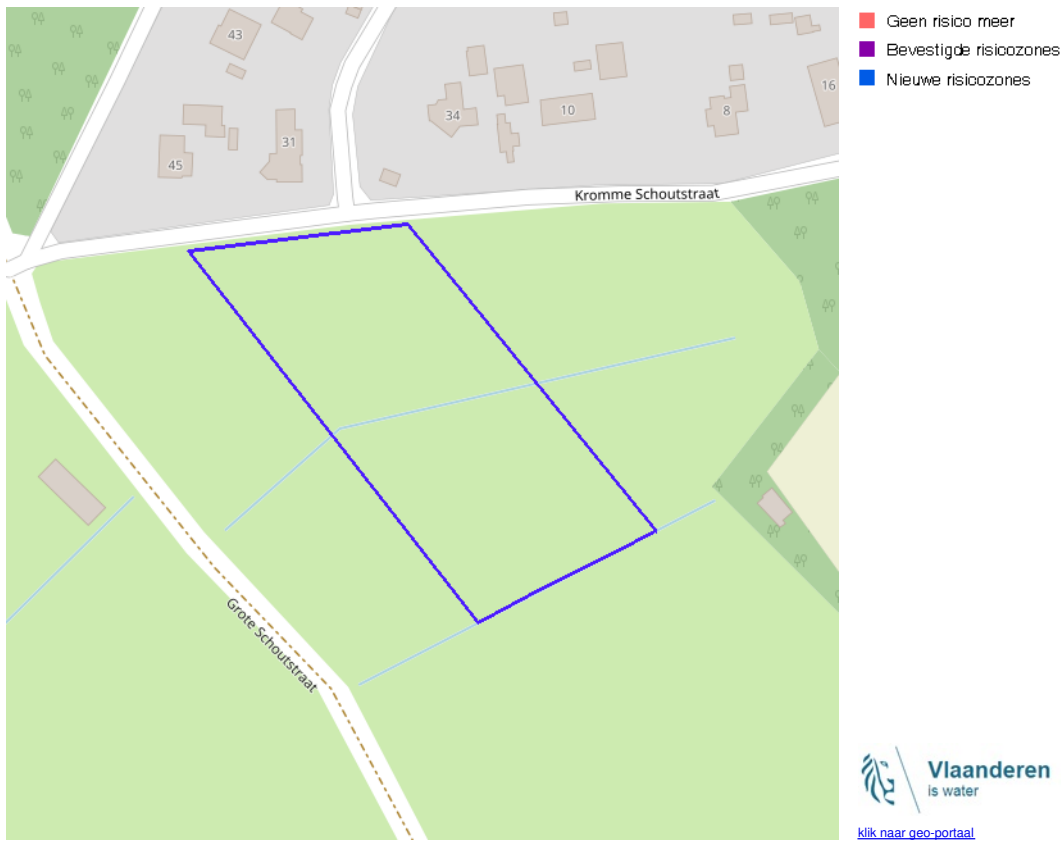 43
34
10
8
16
31
45
Kromme Schoutstraat
Grote Schoutstraat
Geen risico meer
Bevestigde risicozones
Nieuwe risicozones
Vlaanderen
is water
klik naar geo-portaal